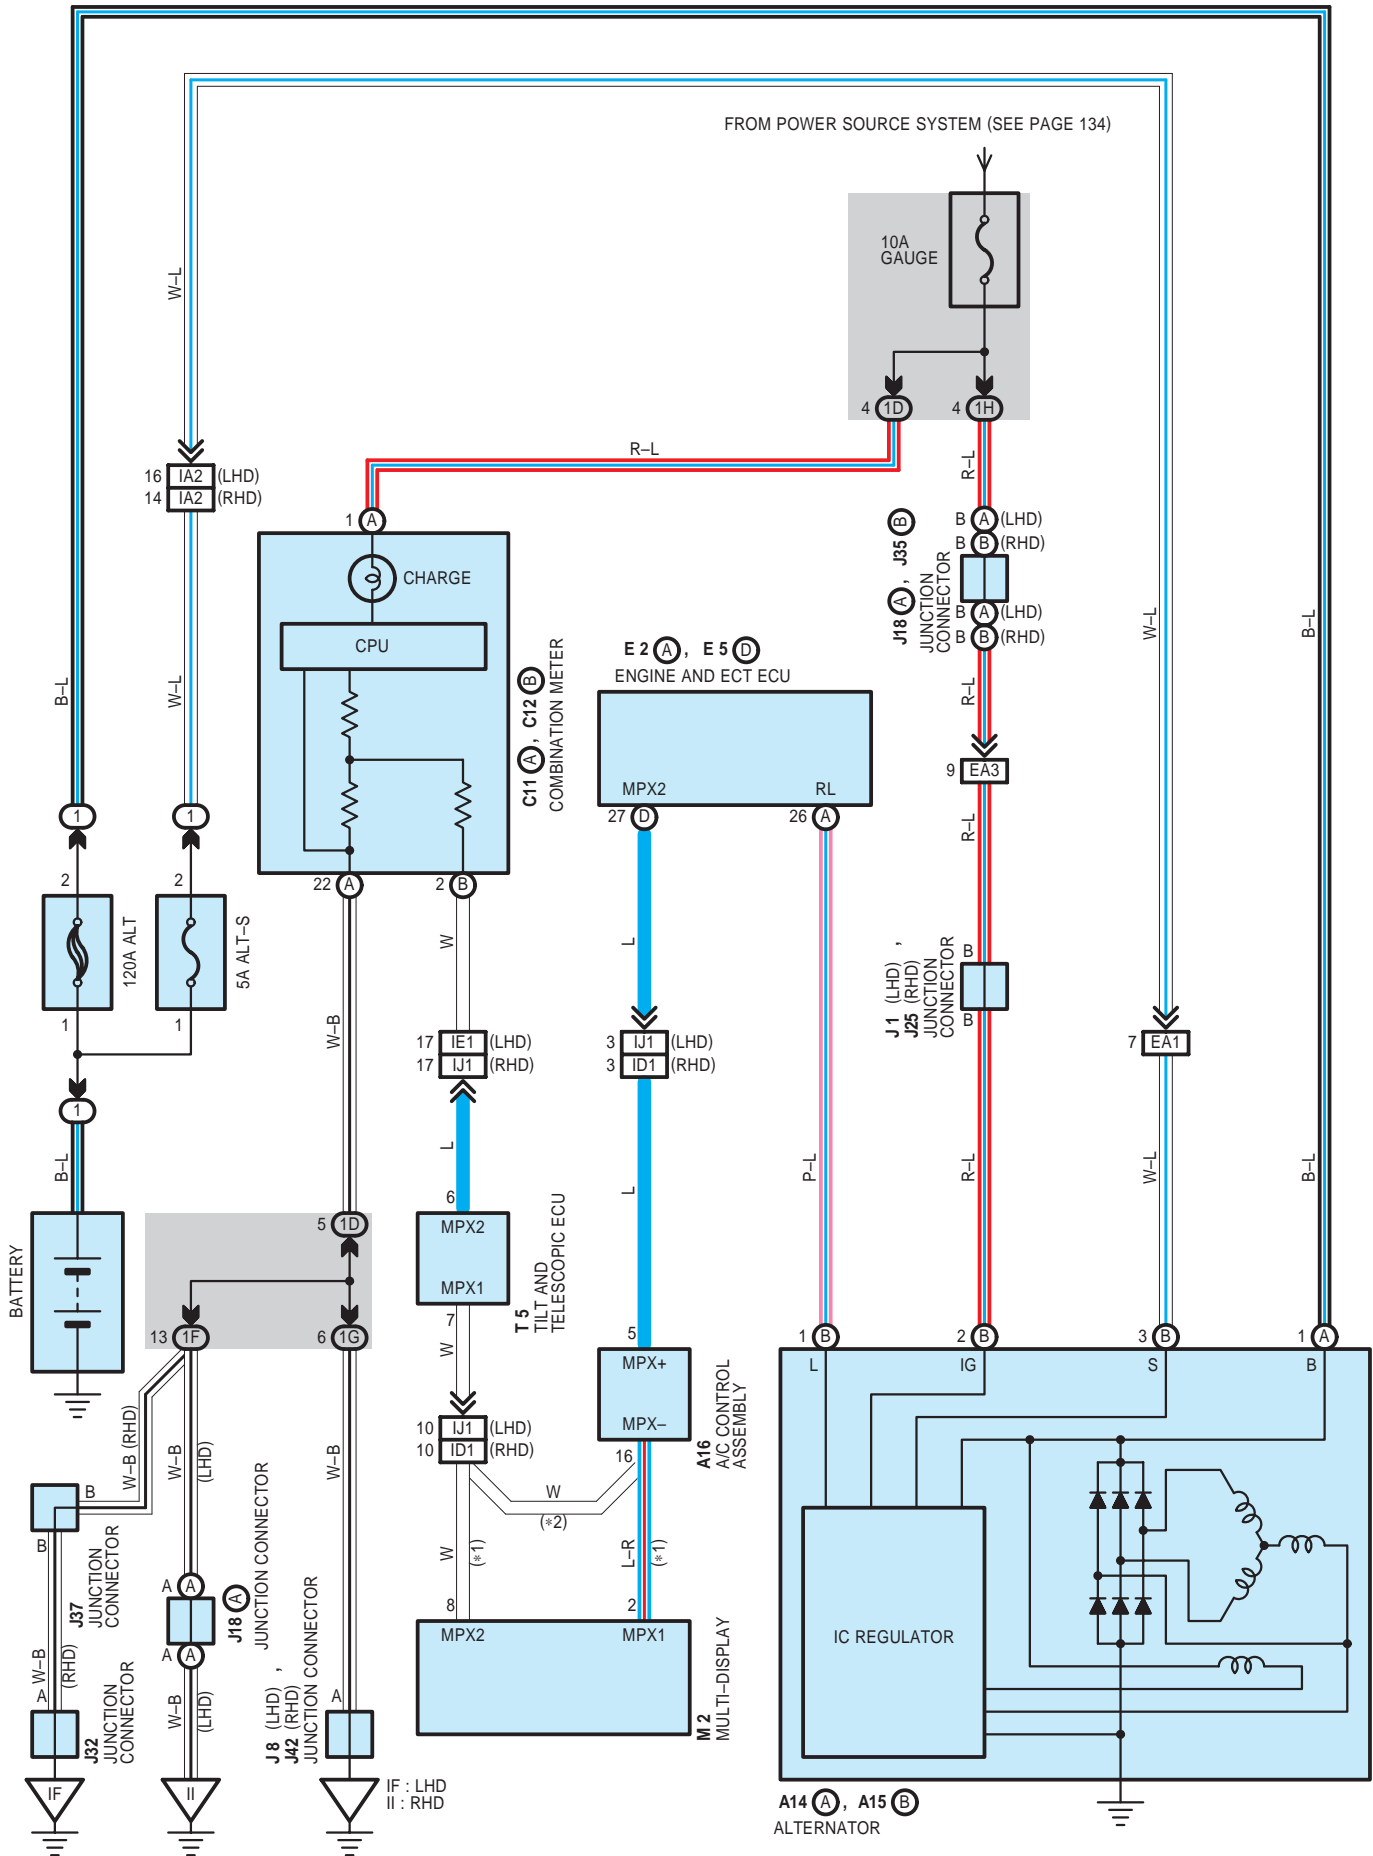 FROM POWER SOURCE SYSTEM (SEE PAGE 134)
10A
GAUGE
W–L
4 1D
4 1H
R–L
R–L
16 IA2 (LHD)
14 IA2 (RHD)
1 A
B A (LHD)
B B (RHD)
J18 A , J35 B
JUNCTION
CONNECTOR
B A (LHD)
B B (RHD)
CHARGE
CPU
C11 A , C12 B
COMBINATION METER
E 2 A , E 5 D
ENGINE AND ECT ECU
MPX2
RL
27 D
26 A
B–L
W–L
R–L
W–L
B–L
9 EA3
R–L
1
1
2
2
120A ALT
5A ALT–S
1
1
22 A
2 B
W
L
W–B
J 1 (LHD) ,
J25 (RHD)
JUNCTION
CONNECTOR
B
B
17 IE1 (LHD)
17 IJ1 (RHD)
3 IJ1 (LHD)
3 ID1 (RHD)
7 EA1
1
B–L
L
L
P–L
R–L
W–L
B–L
BATTERY
5 1D
6
MPX2
MPX1
T 5
TILT AND
TELESCOPIC ECU
7
13 1F
6 1G
W
5
MPX+
MPX–
A16
A/C CONTROL
ASSEMBLY
16
1 B
2 B
3 B
1 A
L
IG
S
B
W–B (RHD)
W–B
(LHD)
W–B
10 IJ1 (LHD)
10 ID1 (RHD)
W
(*2)
W
(*1)
L–R
(*1)
B
B
J37
JUNCTION
CONNECTOR
A A
J18 A
JUNCTION CONNECTOR
A A
W–B
(RHD)
A
J32
JUNCTION
CONNECTOR
W–B
(LHD)
J 8 (LHD) ,
J42 (RHD)
JUNCTION CONNECTOR
A
8
2
MPX2
MPX1
M 2
MULTI–DISPLAY
IC REGULATOR
IF
II
IF : LHD
II : RHD
A14 A , A15 B
ALTERNATOR